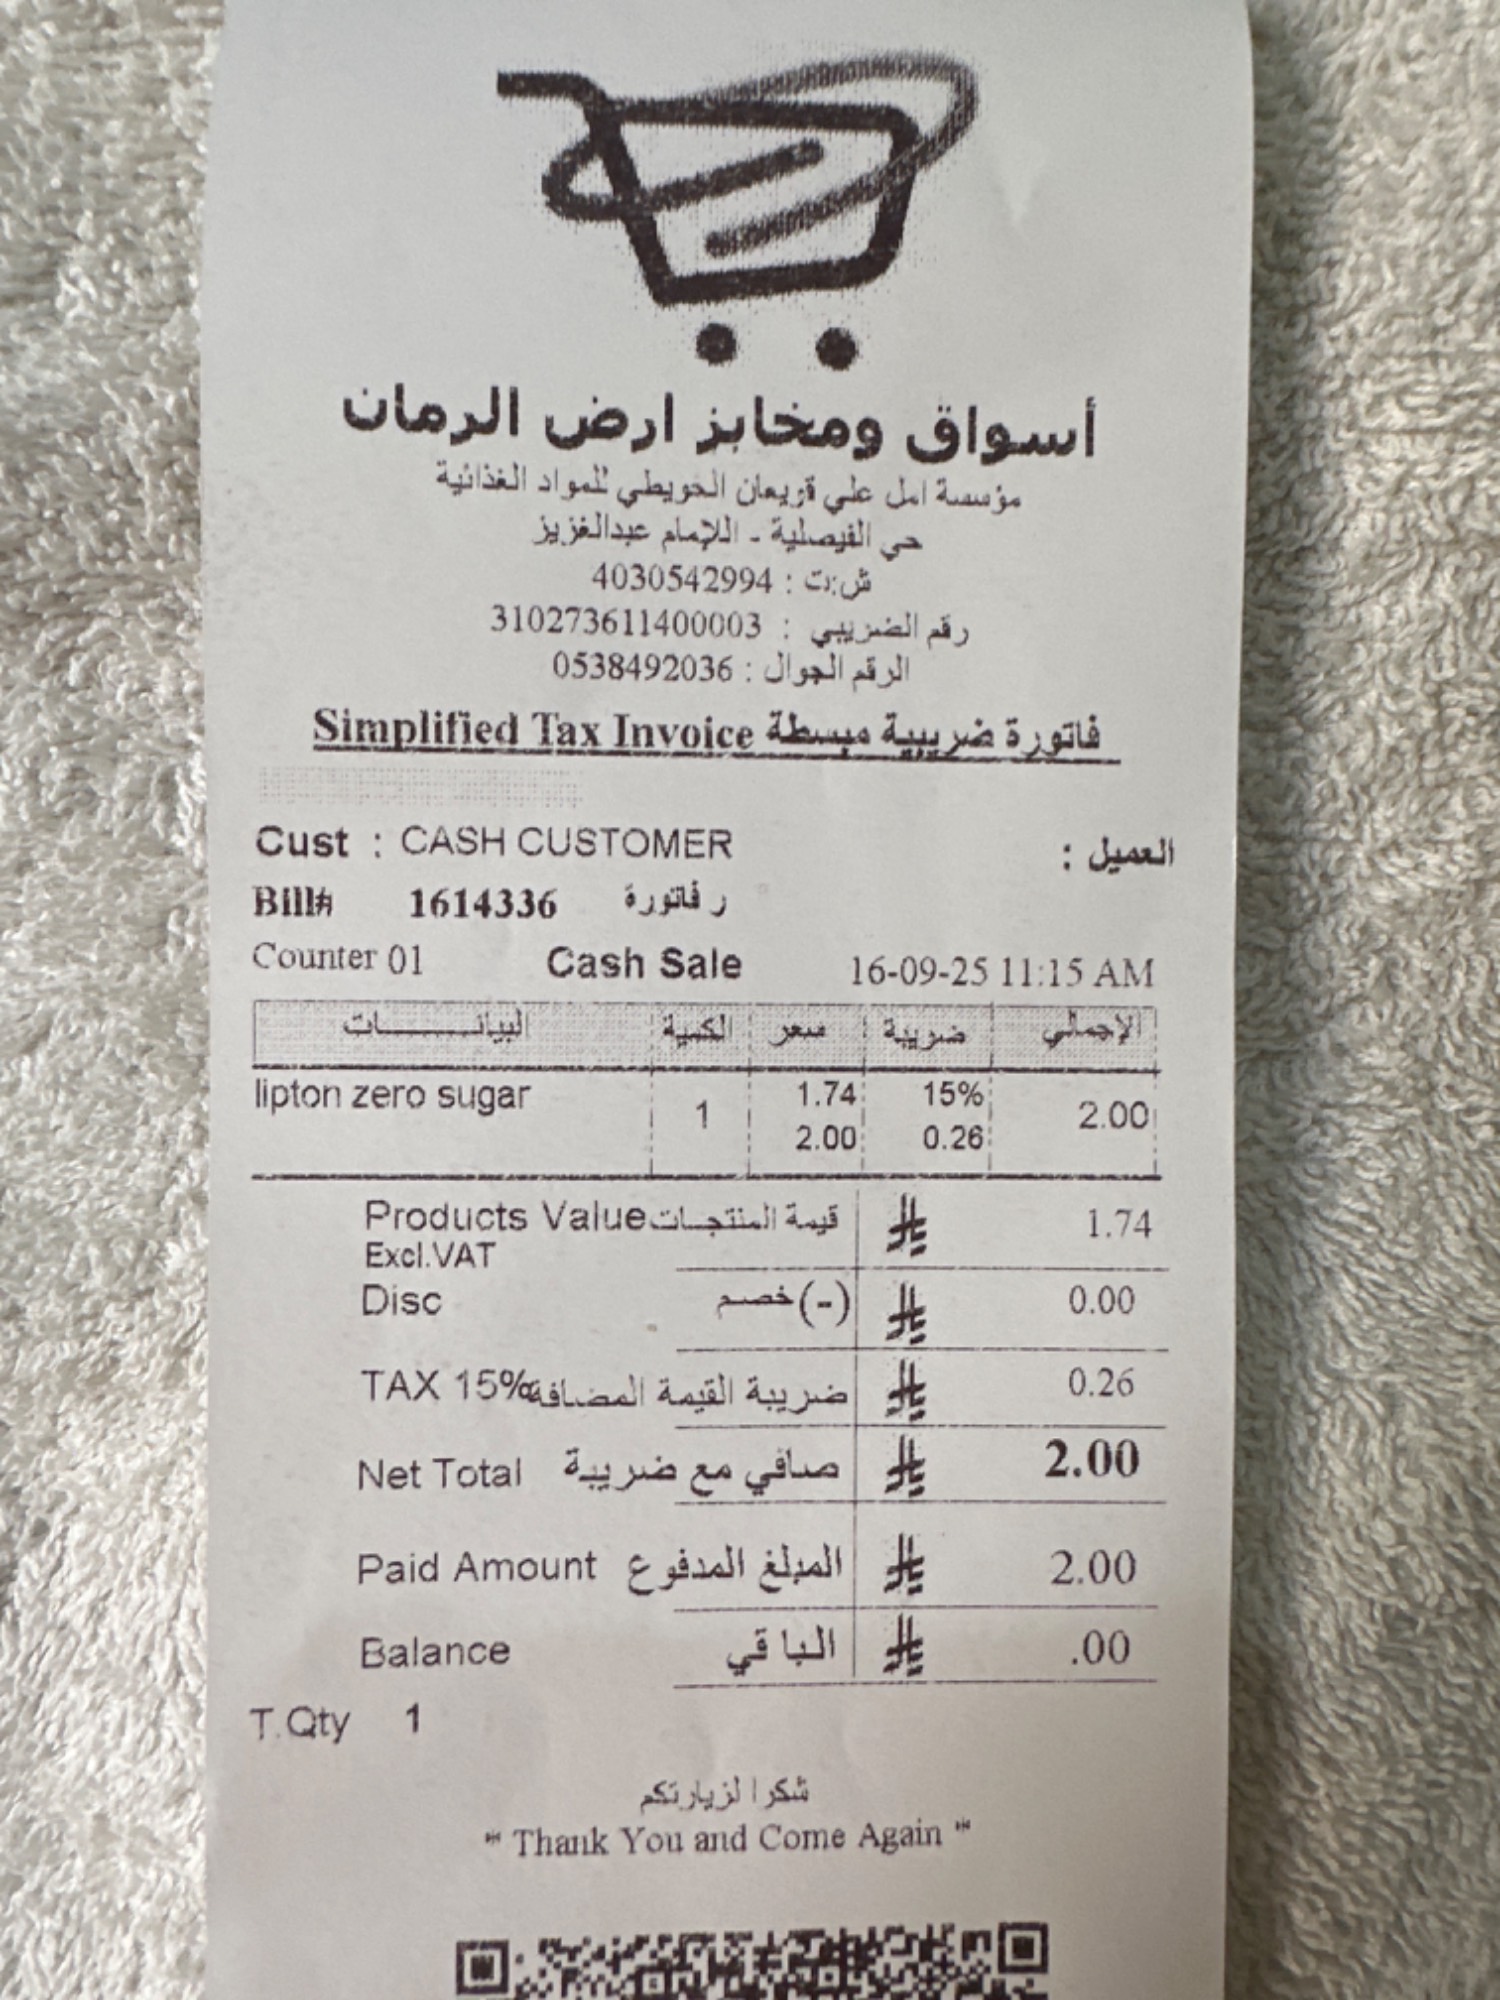 أسواق ومخابز ارض الرمان
مؤسسة امل علي قريعان الحويطي للمواد الغذائية
حي الفيصلية - اللإمام عبدالغزيز
4030542994 :
رقم الضريبي : 310273611400003
الرقم الجوال : 0538492036
Simplified Tax Invoice فاتورة ضريبية مبسطة
Cust : CASH CUSTOMER العميل :
Bill# 1614336 ر فاتورة
Counter 01 Cash Sale 16-09-25 11:15 AM
البيانـــــــات الكمية سعر ضريبة الإجمالي
lipton zero sugar 1 1.74 15% 2.00
2.00 0.26
Products Value قيمة المنتجـات 1.74
Excl.VAT
Disc خصم (-) 0.00
TAX 15% ضريبة القيمة المضافة 0.26
Net Total صافي مع ضريبة 2.00
Paid Amount المبلغ المدفوع 2.00
Balance البا قي .00
T.Qty 1
شكرا لزيارتكم
" Thank You and Come Again "